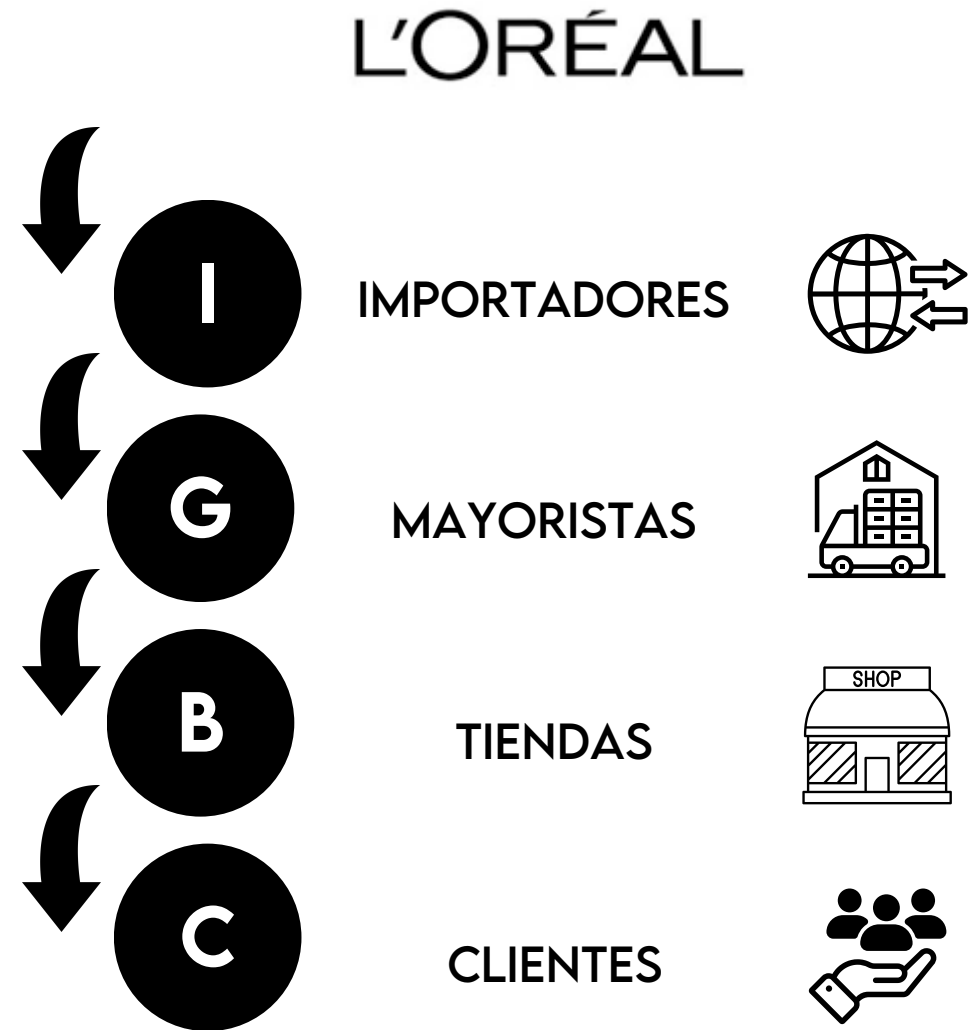 L'ORÉAL
I IMPORTADORES
G MAYORISTAS
SHOP
B TIENDAS
C CLIENTES